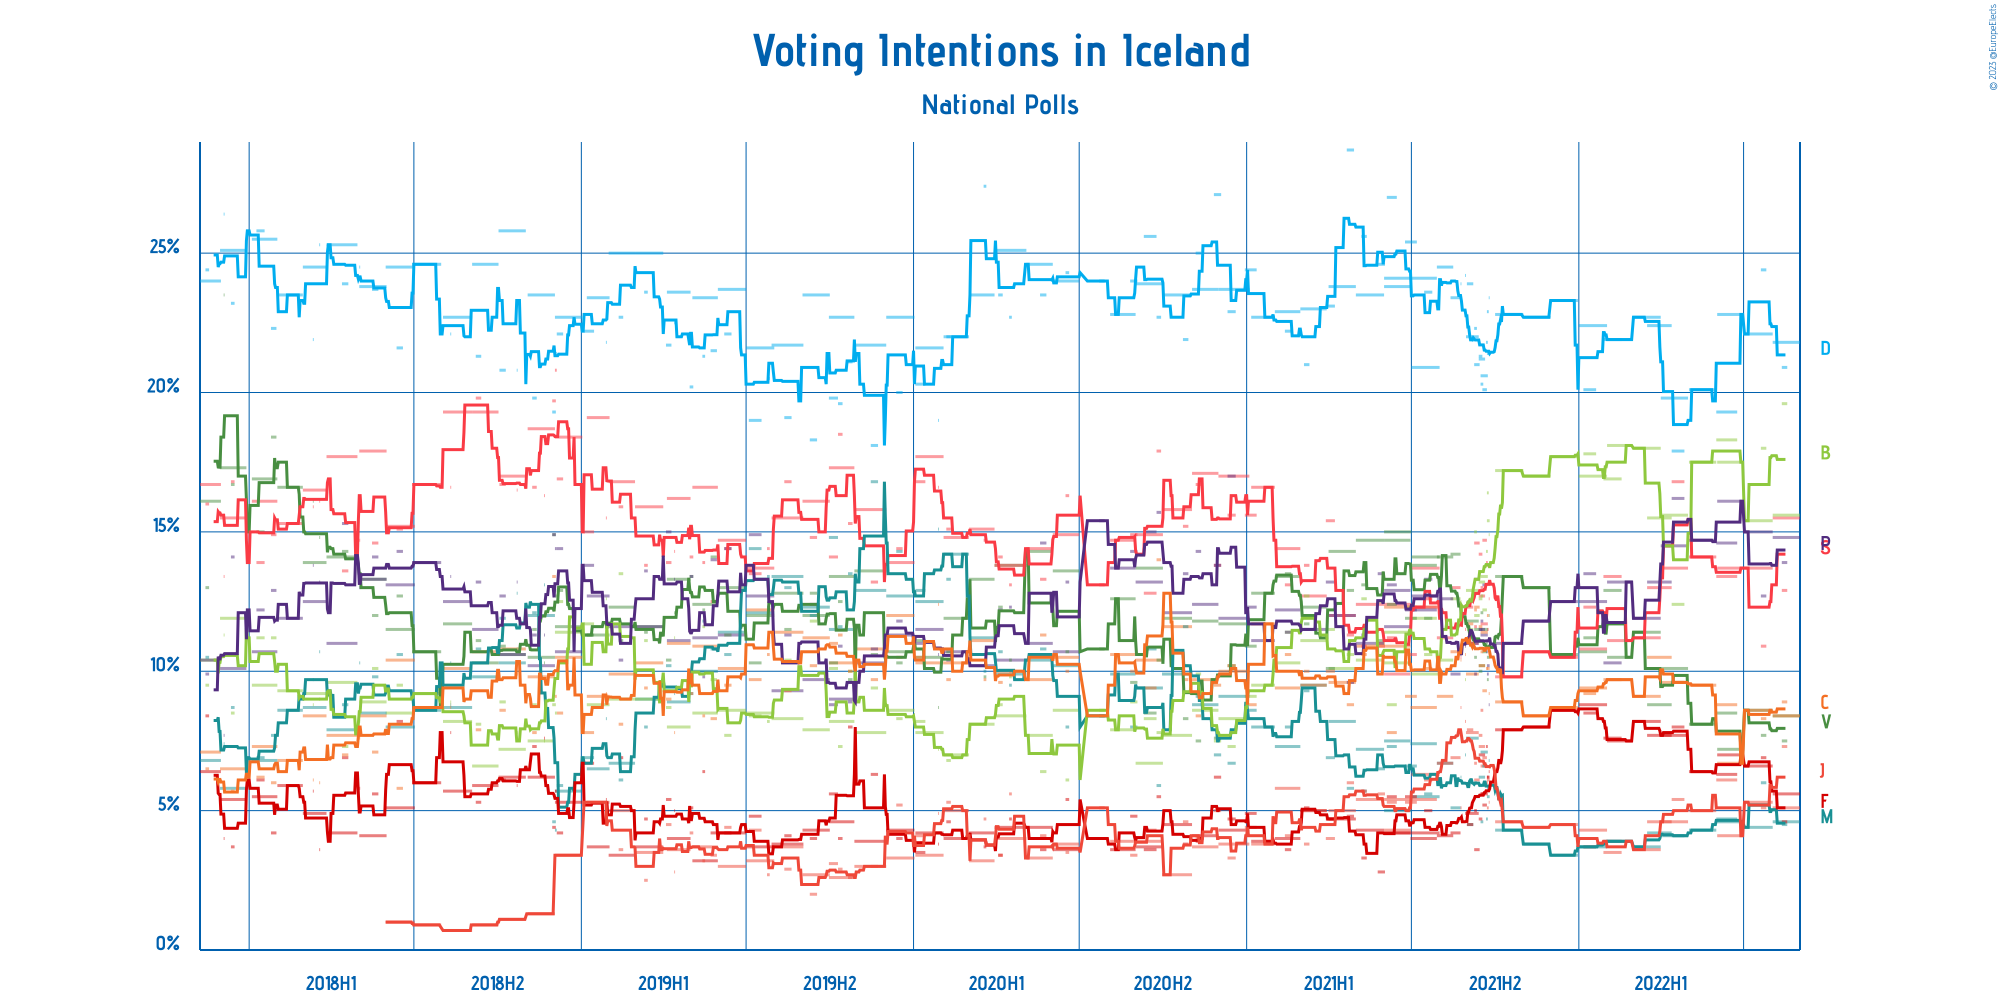 © 2023 @EuropeElects
Voting Intentions in Iceland
National Polls
25%
20%
15%
10%
5%
0%
D
B
P
S
C
V
J
F
M
2018H1 2018H2 2019H1 2019H2 2020H1 2020H2 2021H1 2021H2 2022H1